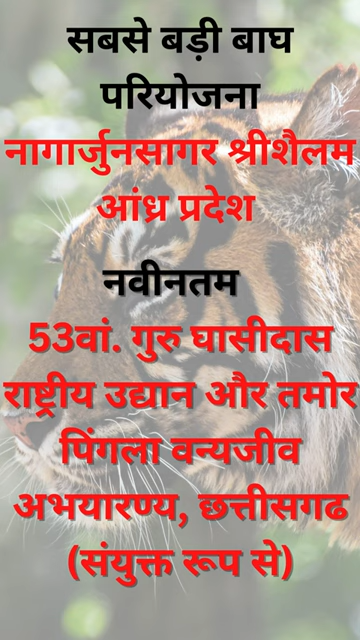 सबसे बड़ी बाघ
परियोजना
नागार्जुनसागर श्रीशैलम
आंध्र प्रदेश
नवीनतम
53वां. गुरु घासीदास
राष्ट्रीय उद्यान और तमोर
पिंगला वन्यजीव
अभयारण्य, छत्तीसगढ
(संयुक्त रूप से)